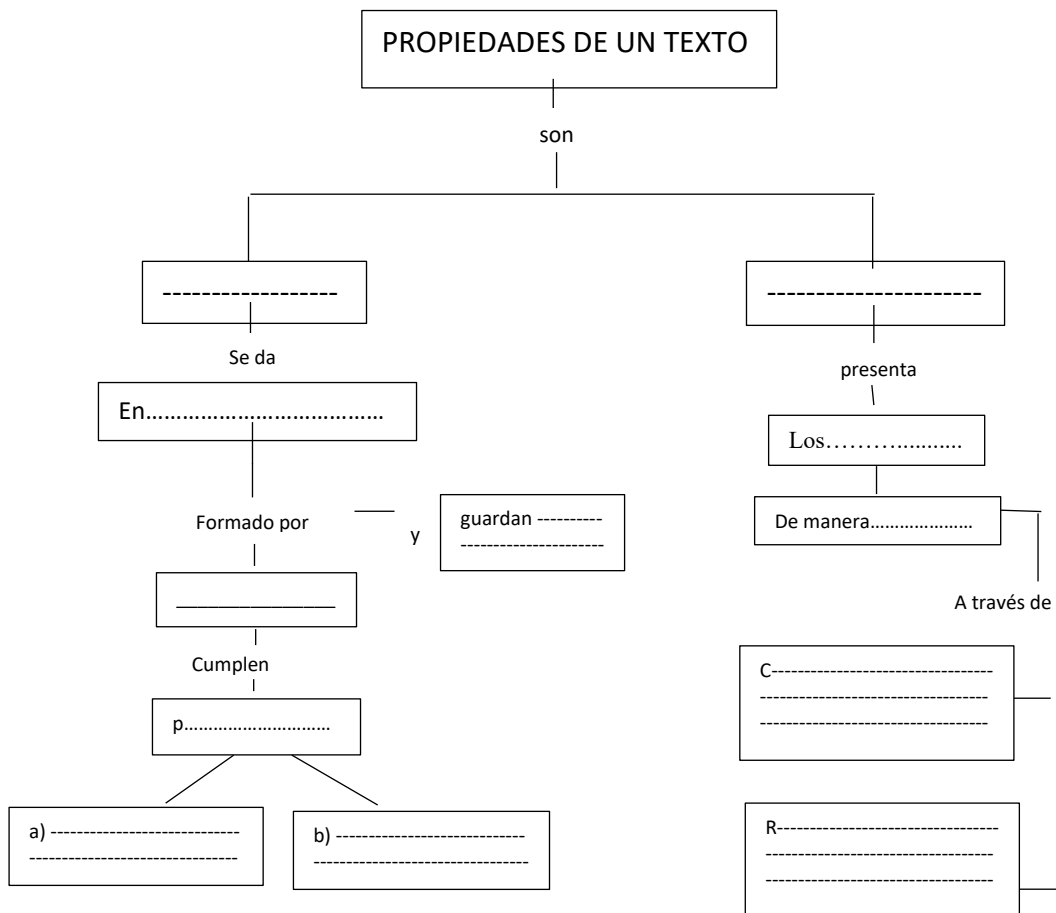 PROPIEDADES DE UN TEXTO
son
------------------
----------------------
Se da
presenta
En…………………………………
Los………...........
De manera…………………
Formado por
y
guardan ----------
----------------------
_______________
A través de
Cumplen
p………………………
C----------------------------------
-----------------------------------
-----------------------------------
a) -----------------------------
--------------------------------
b) -----------------------------
---------------------------------
R----------------------------------
-----------------------------------
-----------------------------------